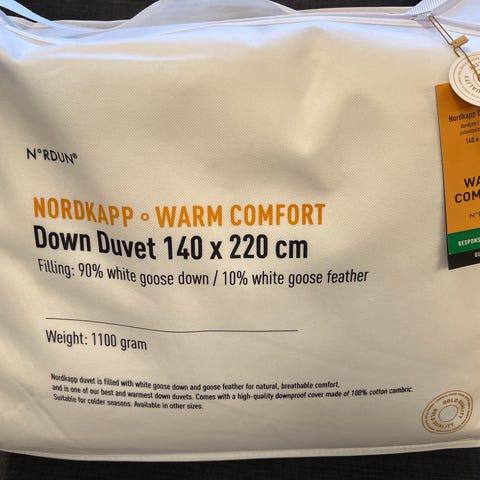 N°RDUN®
NORDKAPP ° WARM COMFORT
Down Duvet 140 x 220 cm
Filling: 90% white goose down / 10% white goose feather
Weight: 1100 gram
Nordkapp duvet is filled with white goose down and goose feather for natural, breathable comfort,
and is one of our best and warmest down duvets. Comes with a high-quality downproof cover made of 100% cotton cambric.
Suitable for colder seasons. Available in other sizes.
GOLD QUALITY
QUALITY
Nordkapp
140 x
WA
COM
N°
RESPONS